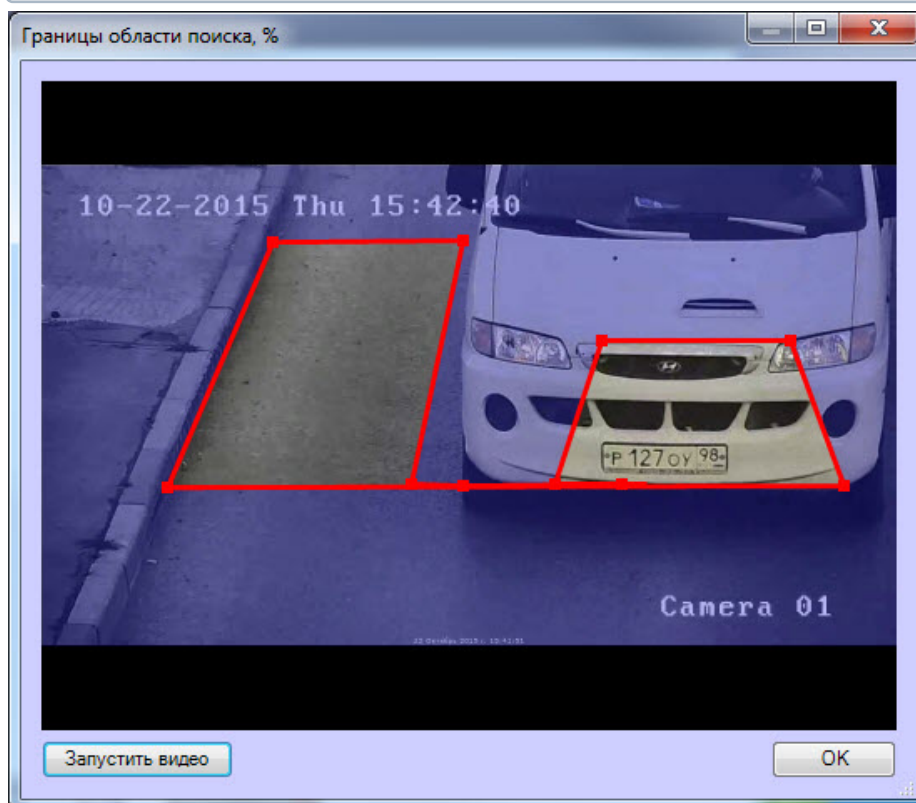 Границы области поиска, %
10-22-2015 Thu 15:42:40
Р 127 ОУ 98
Camera 01
Запустить видео
OK